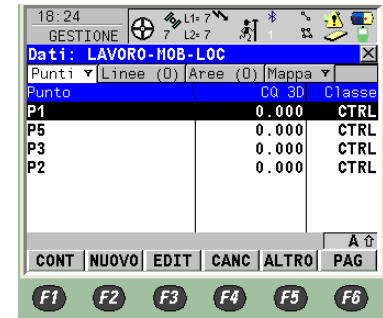 18:24
GESTIONE
L1= 7
7 L2= 7
1
Dati: LAVORO-MOB-LOC
Punti Linee (0) Aree (0) Mappa
Punto CQ 3D Classe
P1 0.000 CTRL
P5 0.000 CTRL
P3 0.000 CTRL
P2 0.000 CTRL
A
CONT NUOVO EDIT CANC ALTRO PAG
F1 F2 F3 F4 F5 F6